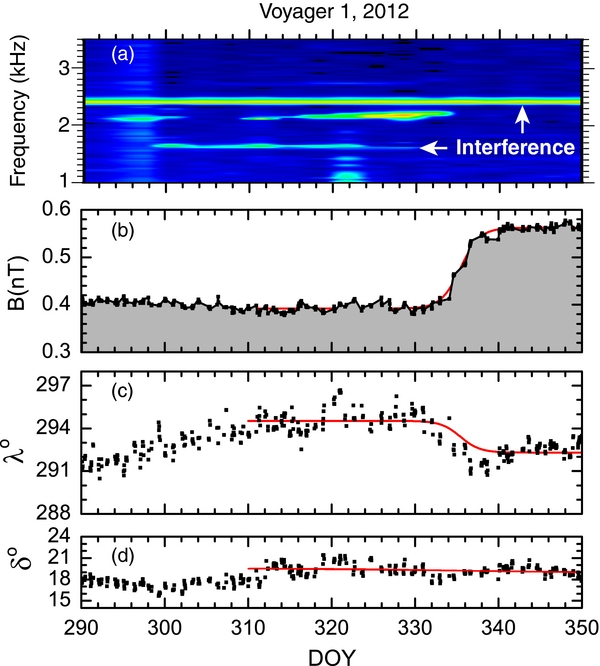 Voyager 1, 2012
(a)
Frequency (kHz)
3
2
1
Interference
(b)
B(nT)
0.6
0.5
0.4
0.3
(c)
λ°
297
294
291
288
(d)
δ°
24
21
18
15
290 300 310 320 330 340 350
DOY